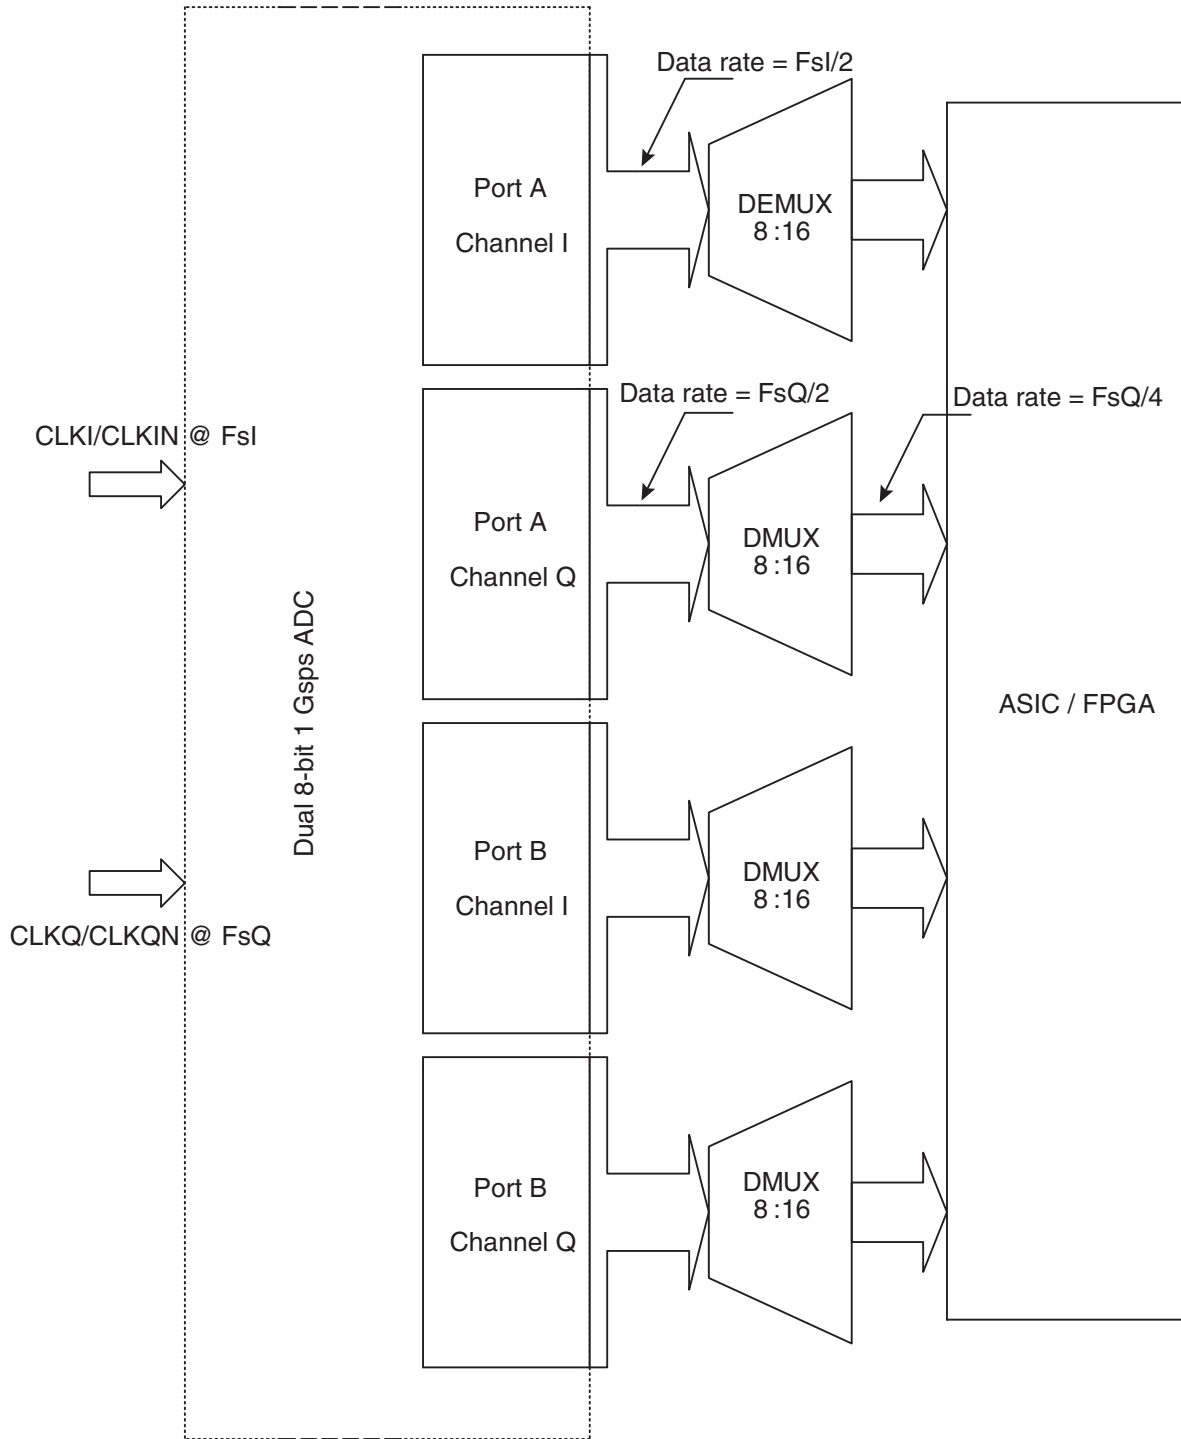 Data rate = FsI/2
Port A
Channel I
DEMUX
8 :16
Data rate = FsQ/2
Data rate = FsQ/4
CLKI/CLKIN @ FsI
Port A
Channel Q
DMUX
8 :16
Dual 8-bit 1 Gsps ADC
ASIC / FPGA
Port B
Channel I
DMUX
8 :16
CLKQ/CLKQN @ FsQ
Port B
Channel Q
DMUX
8 :16